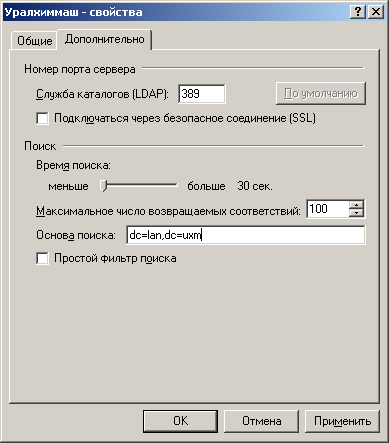 Уралхиммаш - свойства
Общие Дополнительно
Номер порта сервера
Служба каталогов (LDAP): 389 По умолчанию
Подключаться через безопасное соединение (SSL)
Поиск
Время поиска:
меньше больше 30 сек.
Максимальное число возвращаемых соответствий: 100
Основа поиска: dc=lan,dc=uxm
Простой фильтр поиска
OK Отмена Применить